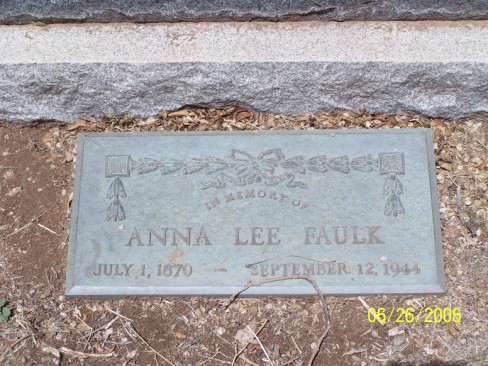 IN MEMORY OF
ANNA LEE FAULK
JULY 1, 1870 — SEPTEMBER 12, 1944
06/26/2006